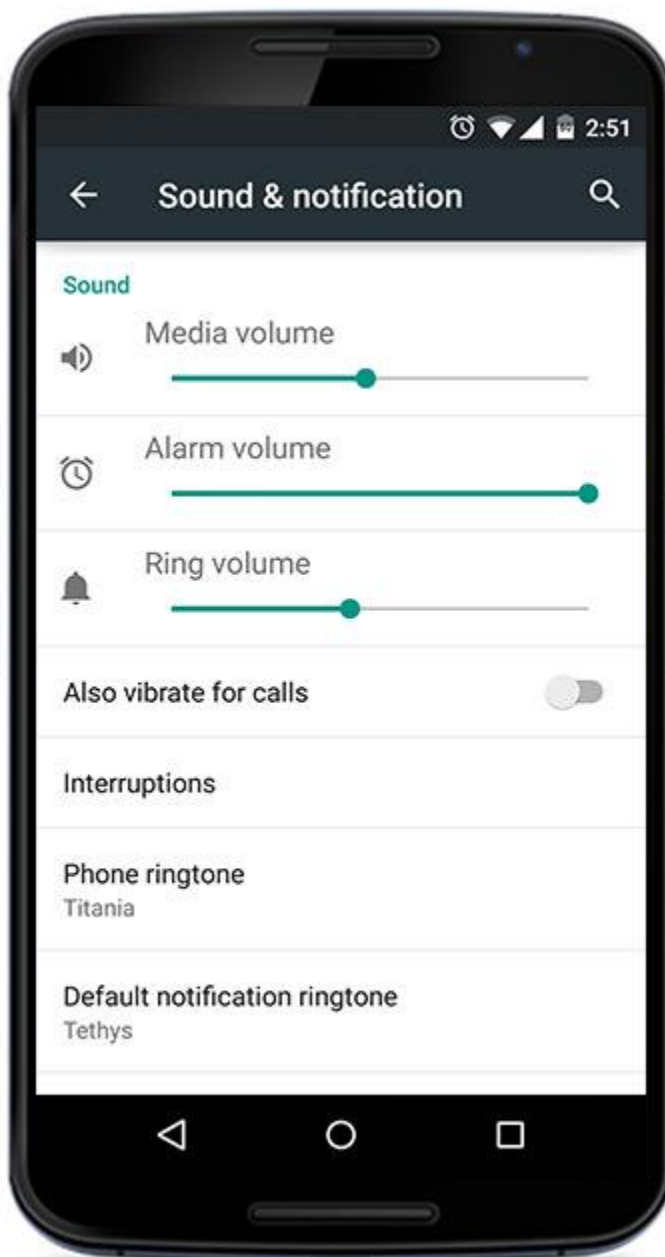 2:51
Sound & notification
Sound
Media volume
Alarm volume
Ring volume
Also vibrate for calls
Interruptions
Phone ringtone
Titania
Default notification ringtone
Tethys